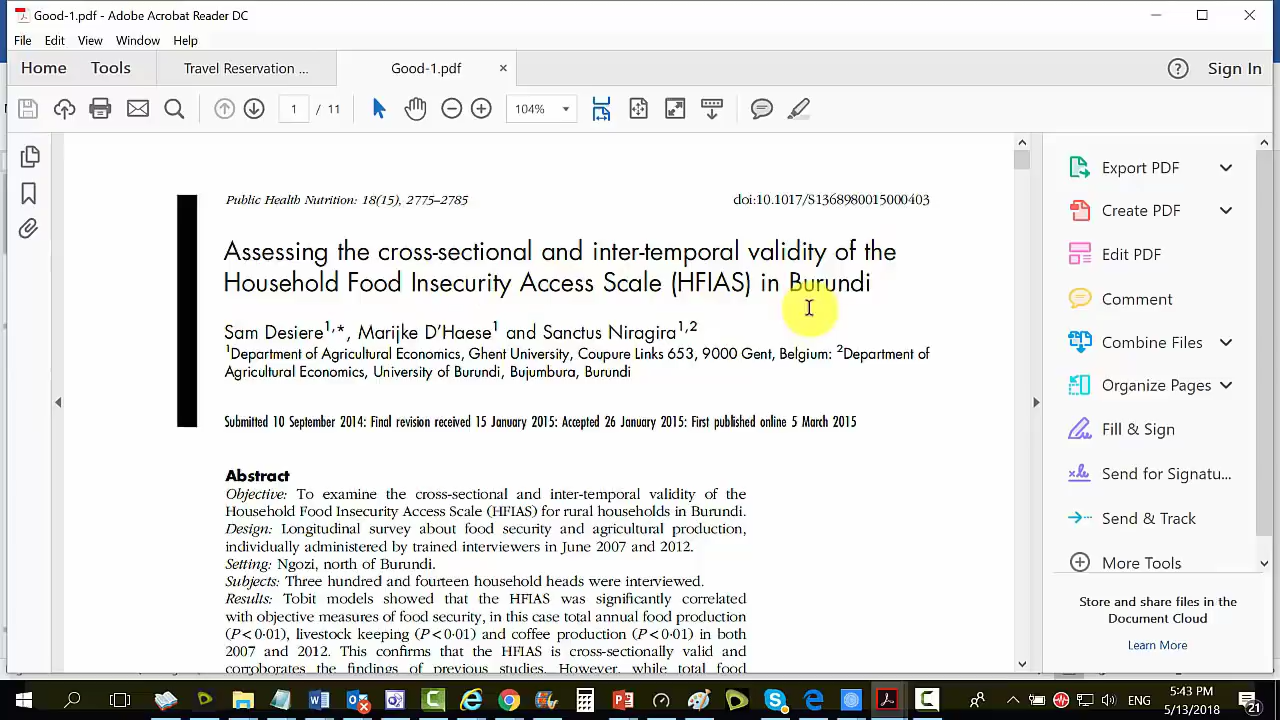 Good-1.pdf - Adobe Acrobat Reader DC
File Edit View Window Help
Home Tools Travel Reservation ... Good-1.pdf × Sign In
1 / 11 104%
Public Health Nutrition: 18(15), 2775–2785 doi:10.1017/S1368980015000403
Assessing the cross-sectional and inter-temporal validity of the
Household Food Insecurity Access Scale (HFIAS) in Burundi
Sam Desiere1,*, Marijke D'Haese1 and Sanctus Niragira1,2
1Department of Agricultural Economics, Ghent University, Coupure Links 653, 9000 Gent, Belgium: 2Department of
Agricultural Economics, University of Burundi, Bujumbura, Burundi
Submitted 10 September 2014: Final revision received 15 January 2015: Accepted 26 January 2015: First published online 5 March 2015
Abstract
Objective: To examine the cross-sectional and inter-temporal validity of the
Household Food Insecurity Access Scale (HFIAS) for rural households in Burundi.
Design: Longitudinal survey about food security and agricultural production,
individually administered by trained interviewers in June 2007 and 2012.
Setting: Ngozi, north of Burundi.
Subjects: Three hundred and fourteen household heads were interviewed.
Results: Tobit models showed that the HFIAS was significantly correlated
with objective measures of food security, in this case total annual food production
(P < 0·01), livestock keeping (P < 0·01) and coffee production (P < 0·01) in both
2007 and 2012. This confirms that the HFIAS is cross-sectionally valid and
corroborates the findings of previous studies. However, while total food
Export PDF
Create PDF
Edit PDF
Comment
Combine Files
Organize Pages
Fill & Sign
Send for Signatu...
Send & Track
More Tools
Store and share files in the
Document Cloud
Learn More
ENG
5:43 PM
5/13/2018
21